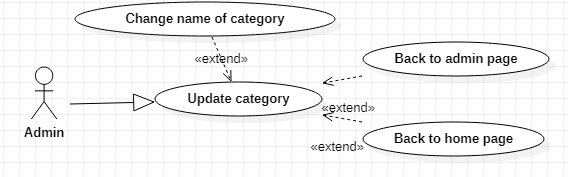 Change name of category
«extend»
Back to admin page
Update category
«extend»
Admin
Back to home page
«extend»